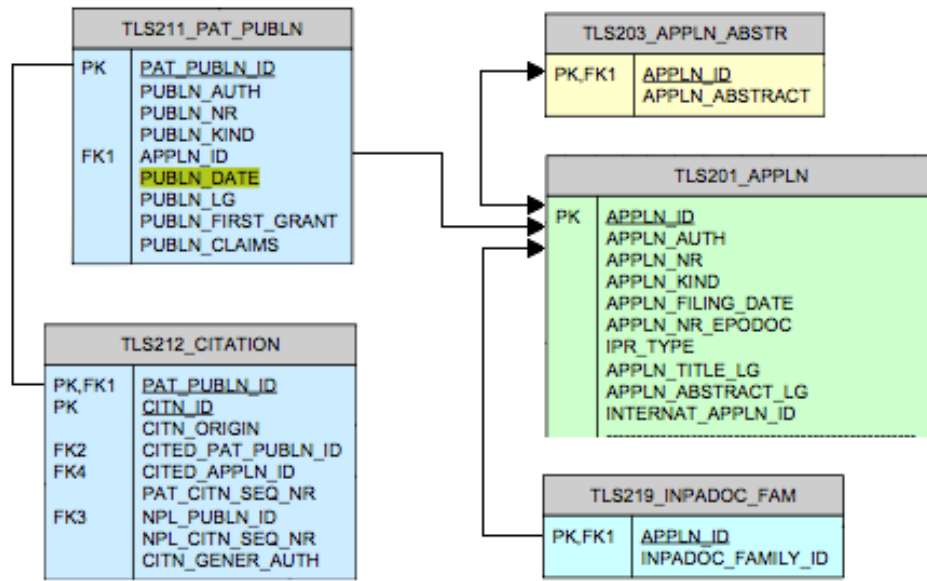 TLS211_PAT_PUBLN
PK PAT_PUBLN_ID
PUBLN_AUTH
PUBLN_NR
PUBLN_KIND
FK1 APPLN_ID
PUBLN_DATE
PUBLN_LG
PUBLN_FIRST_GRANT
PUBLN_CLAIMS
TLS203_APPLN_ABSTR
PK,FK1 APPLN_ID
APPLN_ABSTRACT
TLS201_APPLN
PK APPLN_ID
APPLN_AUTH
APPLN_NR
APPLN_KIND
APPLN_FILING_DATE
APPLN_NR_EPODOC
IPR_TYPE
APPLN_TITLE_LG
APPLN_ABSTRACT_LG
INTERNAT_APPLN_ID
TLS212_CITATION
PK,FK1 PAT_PUBLN_ID
PK CITN_ID
CITN_ORIGIN
FK2 CITED_PAT_PUBLN_ID
FK4 CITED_APPLN_ID
PAT_CITN_SEQ_NR
FK3 NPL_PUBLN_ID
NPL_CITN_SEQ_NR
CITN_GENER_AUTH
TLS219_INPADOC_FAM
PK,FK1 APPLN_ID
INPADOC_FAMILY_ID